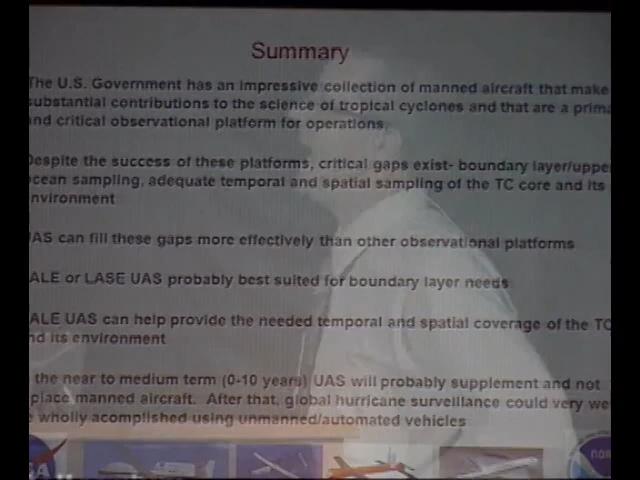 Summary
The U.S. Government has an impressive collection of manned aircraft that make
substantial contributions to the science of tropical cyclones and that are a prima
and critical observational platform for operations
Despite the success of these platforms, critical gaps exist- boundary layer/upper
ocean sampling, adequate temporal and spatial sampling of the TC core and its
nvironment
UAS can fill these gaps more effectively than other observational platforms
ALE or LASE UAS probably best suited for boundary layer needs
ALE UAS can help provide the needed temporal and spatial coverage of the TC
nd its environment
the near to medium term (0-10 years) UAS will probably supplement and not
place manned aircraft. After that, global hurricane surveillance could very we
e wholly acomplished using unmanned/automated vehicles
SA